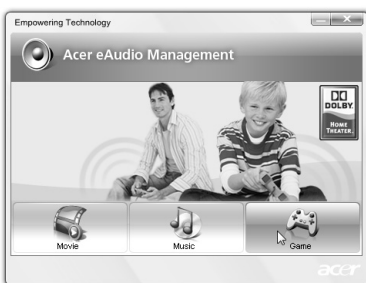 Empowering Technology
Acer eAudio Management
DOLBY
HOME
THEATER
Movie
Music
Game
acer